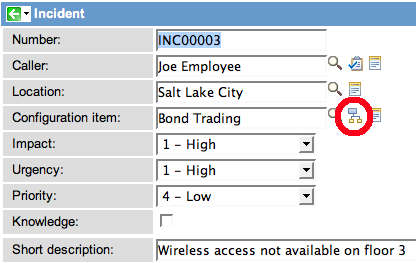 Incident
Number: INC00003
Caller: Joe Employee
Location: Salt Lake City
Configuration item: Bond Trading
Impact: 1 - High
Urgency: 1 - High
Priority: 4 - Low
Knowledge:
Short description: Wireless access not available on floor 3